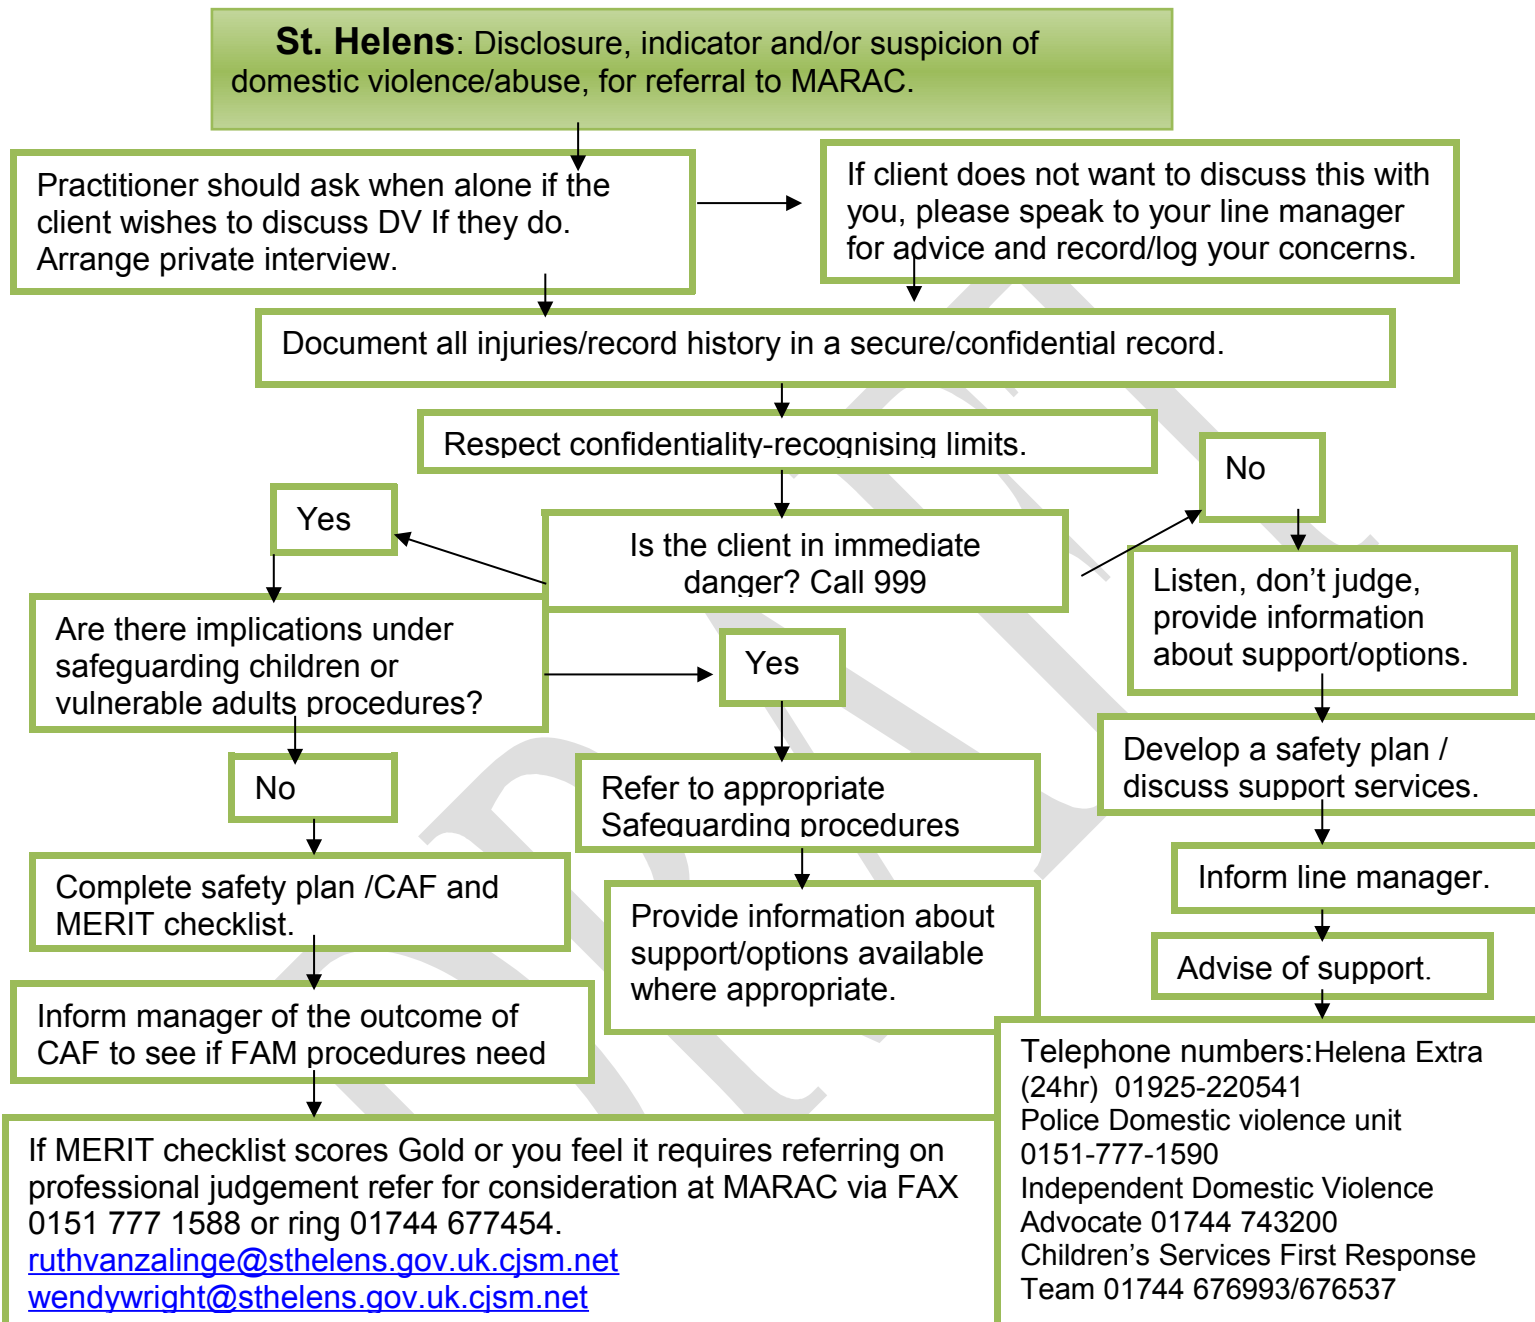 St. Helens: Disclosure, indicator and/or suspicion of
domestic violence/abuse, for referral to MARAC.
Practitioner should ask when alone if the
client wishes to discuss DV If they do.
Arrange private interview.
If client does not want to discuss this with
you, please speak to your line manager
for advice and record/log your concerns.
Document all injuries/record history in a secure/confidential record.
Respect confidentiality-recognising limits.
No
Yes
Is the client in immediate
danger? Call 999
Listen, don’t judge,
provide information
about support/options.
Are there implications under
safeguarding children or
vulnerable adults procedures?
Yes
Develop a safety plan /
discuss support services.
No
Refer to appropriate
Safeguarding procedures
Inform line manager.
Complete safety plan /CAF and
MERIT checklist.
Provide information about
support/options available
where appropriate.
Advise of support.
Inform manager of the outcome of
CAF to see if FAM procedures need
Telephone numbers:Helena Extra
(24hr) 01925-220541
Police Domestic violence unit
0151-777-1590
Independent Domestic Violence
Advocate 01744 743200
Children’s Services First Response
Team 01744 676993/676537
If MERIT checklist scores Gold or you feel it requires referring on
professional judgement refer for consideration at MARAC via FAX
0151 777 1588 or ring 01744 677454.
ruthvanzalinge@sthelens.gov.uk.cjsm.net
wendywright@sthelens.gov.uk.cjsm.net
DRAFT